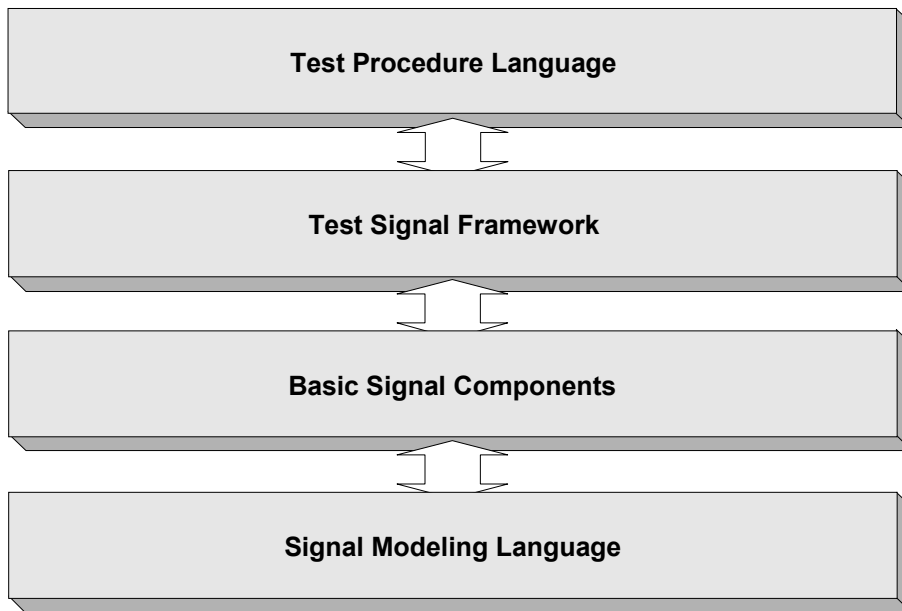 Test Procedure Language
Test Signal Framework
Basic Signal Components
Signal Modeling Language